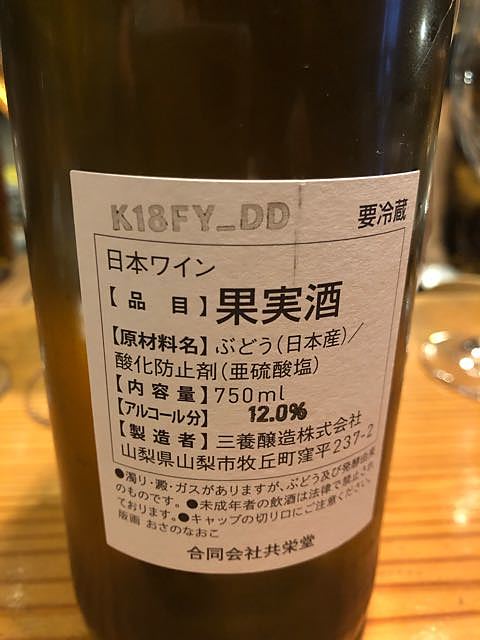 K18FY_DD
要冷蔵
日本ワイン
【品目】果実酒
【原材料名】ぶどう(日本産)/
酸化防止剤(亜硫酸塩)
【内容量】750ml
【アルコール分】 12.0%
【製造者】三養醸造株式会社
山梨県山梨市牧丘町窪平237-2
●濁り・澱・ガスがありますが、ぶどう及び発酵由来
のものです。●未成年者の飲酒は法律で禁止され
ております。●キャップの切り口にご注意ください。
版画 おさのなおこ
合同会社共栄堂